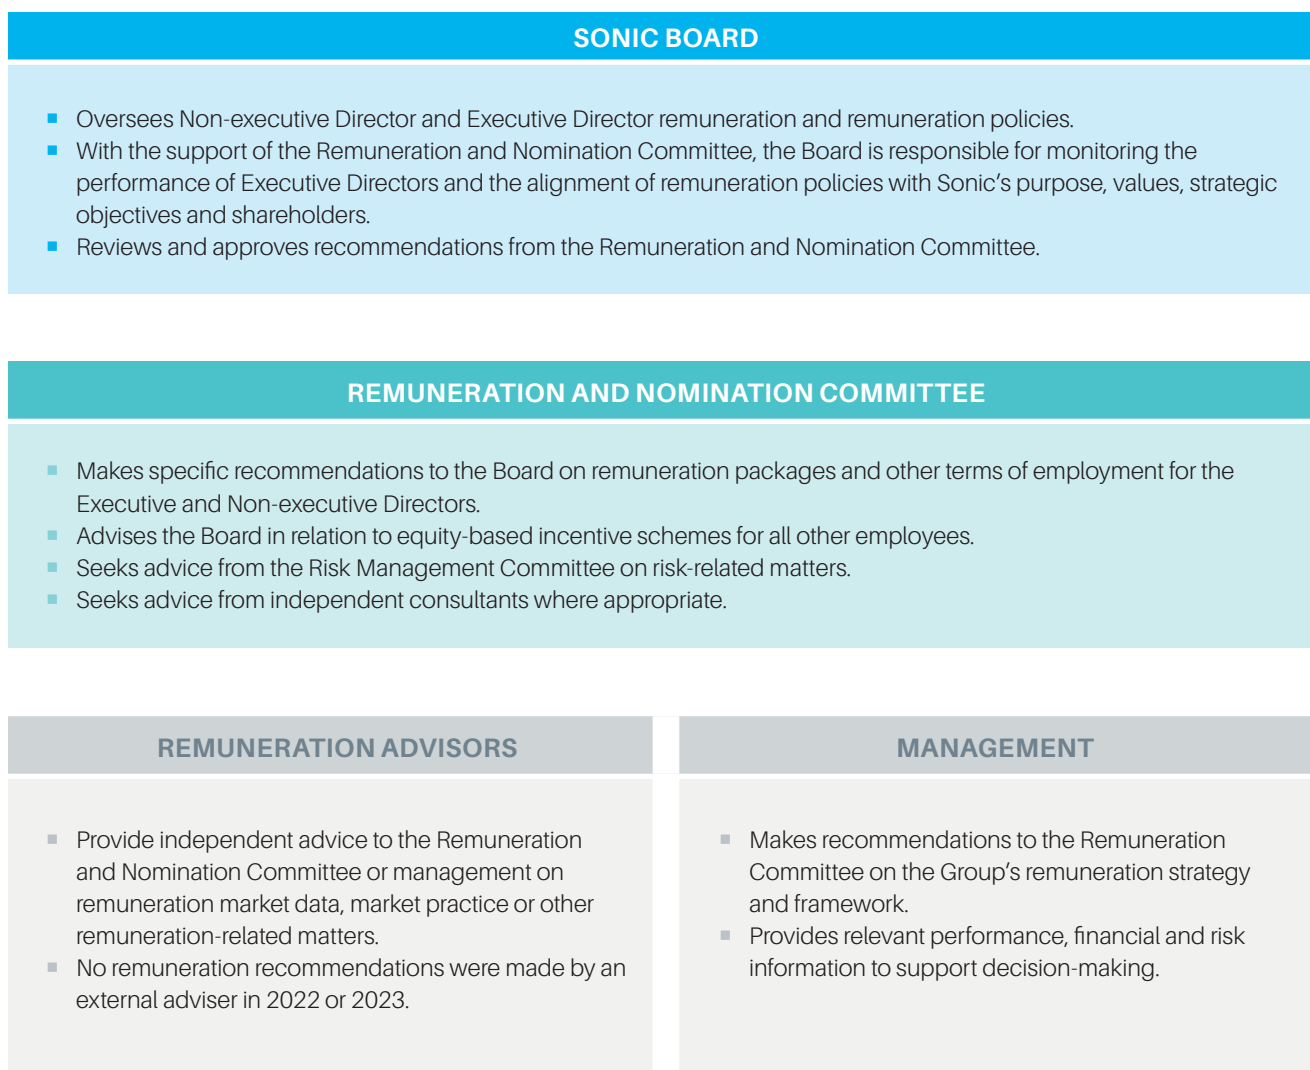 SONIC BOARD
▪ Oversees Non-executive Director and Executive Director remuneration and remuneration policies.
▪ With the support of the Remuneration and Nomination Committee, the Board is responsible for monitoring the
performance of Executive Directors and the alignment of remuneration policies with Sonic’s purpose, values, strategic
objectives and shareholders.
▪ Reviews and approves recommendations from the Remuneration and Nomination Committee.
REMUNERATION AND NOMINATION COMMITTEE
▪ Makes specific recommendations to the Board on remuneration packages and other terms of employment for the
Executive and Non-executive Directors.
▪ Advises the Board in relation to equity-based incentive schemes for all other employees.
▪ Seeks advice from the Risk Management Committee on risk-related matters.
▪ Seeks advice from independent consultants where appropriate.
REMUNERATION ADVISORS
▪ Provide independent advice to the Remuneration
and Nomination Committee or management on
remuneration market data, market practice or other
remuneration-related matters.
▪ No remuneration recommendations were made by an
external adviser in 2022 or 2023.
MANAGEMENT
▪ Makes recommendations to the Remuneration
Committee on the Group’s remuneration strategy
and framework.
▪ Provides relevant performance, financial and risk
information to support decision-making.